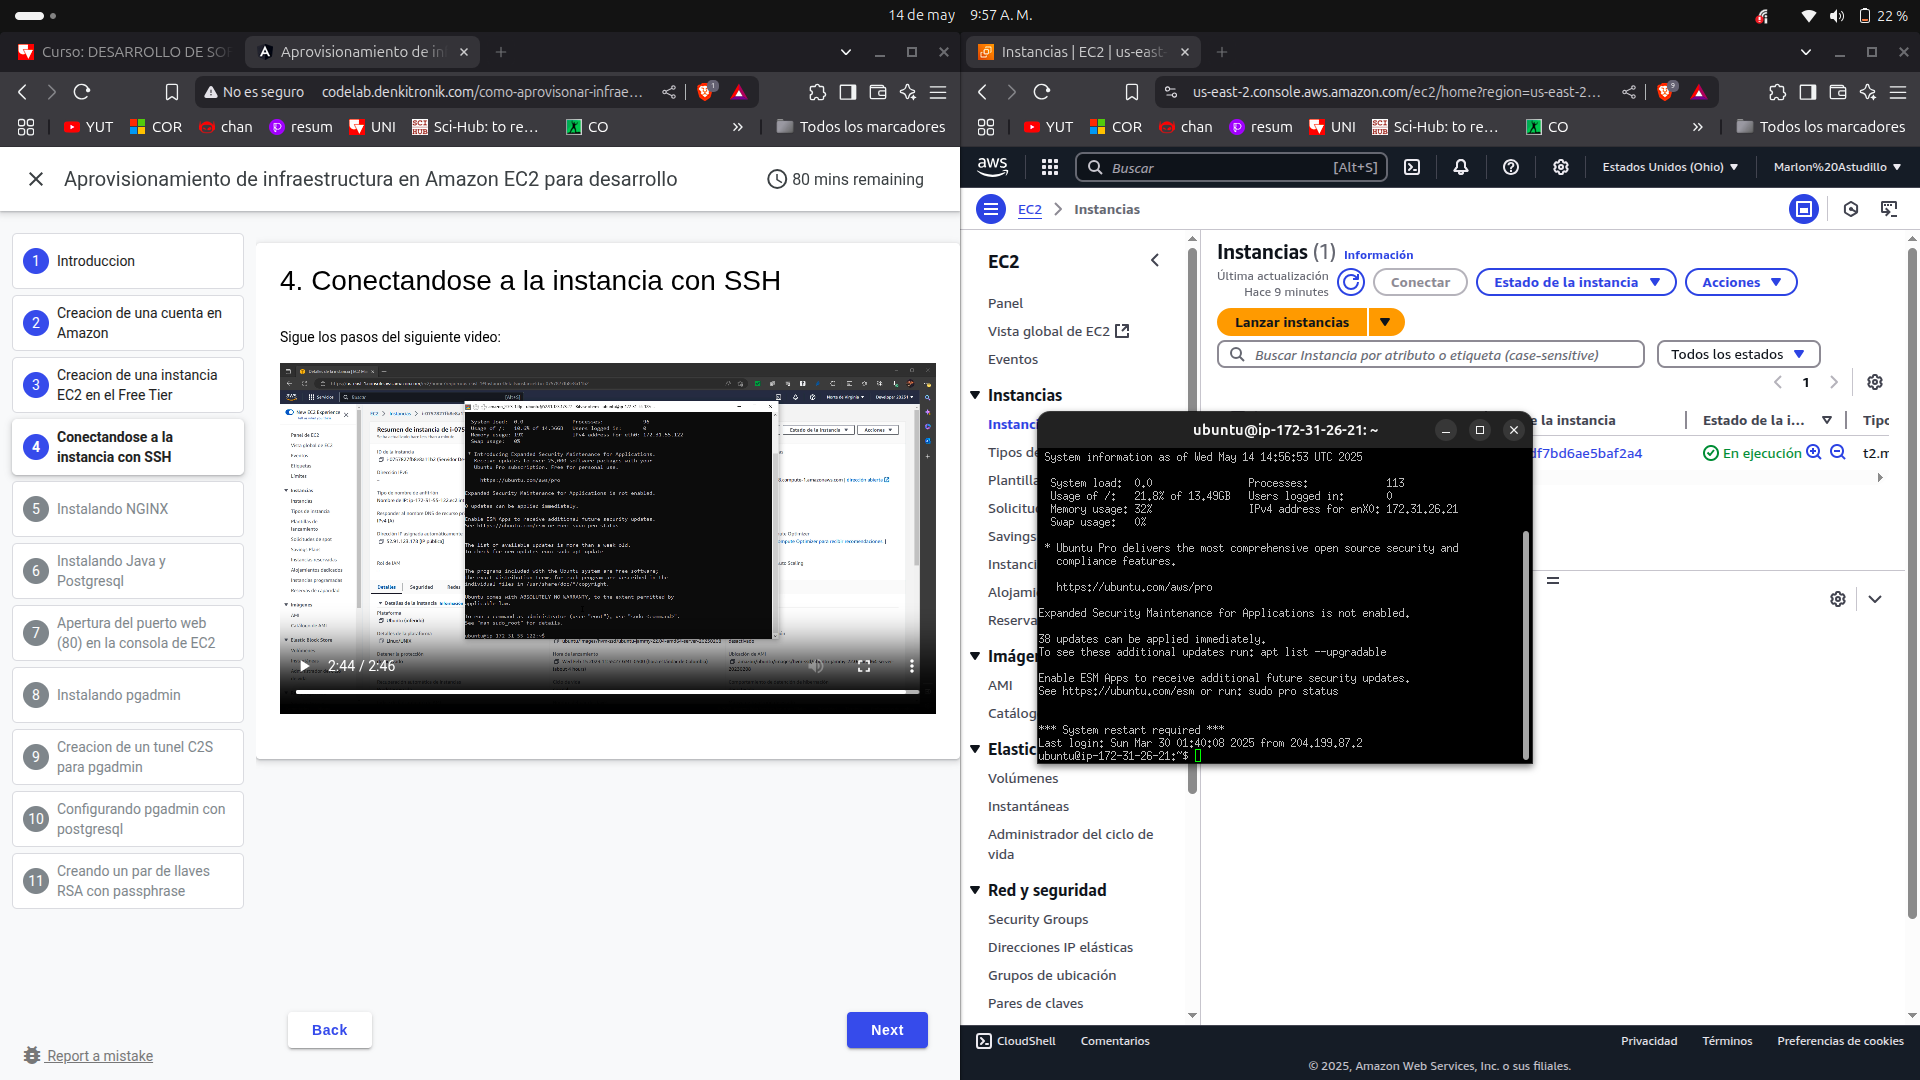 14 de may 9:57 A. M.
22 %
Curso: DESARROLLO DE SO
Aprovisionamiento de in
No es seguro codelab.denkitronik.com/como-aprovisonar-infrae...
YUT COR chan resum UNI Sci-Hub: to re... CO » Todos los marcadores
Aprovisionamiento de infraestructura en Amazon EC2 para desarrollo
80 mins remaining
1 Introduccion
2 Creacion de una cuenta en
Amazon
3 Creacion de una instancia
EC2 en el Free Tier
4 Conectandose a la
instancia con SSH
5 Instalando NGINX
6 Instalando Java y
Postgresql
7 Apertura del puerto web
(80) en la consola de EC2
8 Instalando pgadmin
9 Creacion de un tunel C2S
para pgadmin
10 Configurando pgadmin con
postgresql
11 Creando un par de llaves
RSA con passphrase
Report a mistake
4. Conectandose a la instancia con SSH
Sigue los pasos del siguiente video:
2:44 / 2:46
Back
Next
Instancias | EC2 | us-east-
us-east-2.console.aws.amazon.com/ec2/home?region=us-east-2...
YUT COR chan resum UNI Sci-Hub: to re... CO » Todos los marcadores
aws
Buscar [Alt+S]
Estados Unidos (Ohio)
Marlon%20Astudillo
EC2 > Instancias
EC2
Panel
Vista global de EC2
Eventos
Instancias
Instanci
Tipos de
Plantilla
Solicitu
Savings
Instanci
Alojami
Reserva
Imáge
AMI
Catálog
Elastic
Volúmenes
Instantáneas
Administrador del ciclo de
vida
Red y seguridad
Security Groups
Direcciones IP elásticas
Grupos de ubicación
Pares de claves
Instancias (1) Información
Última actualización
Hace 9 minutes
Conectar
Estado de la instancia
Acciones
Lanzar instancias
Buscar Instancia por atributo o etiqueta (case-sensitive)
Todos los estados
1
la instancia Estado de la i... Tipo
df7bd6ae5baf2a4 En ejecución t2.m
ubuntu@ip-172-31-26-21: ~
System information as of Wed May 14 14:56:53 UTC 2025
System load: 0.0 Processes: 113
Usage of /: 21.8% of 13.49GB Users logged in: 0
Memory usage: 32% IPv4 address for enX0: 172.31.26.21
Swap usage: 0%
* Ubuntu Pro delivers the most comprehensive open source security and
compliance features.
https://ubuntu.com/aws/pro
Expanded Security Maintenance for Applications is not enabled.
38 updates can be applied immediately.
To see these additional updates run: apt list --upgradable
Enable ESM Apps to receive additional future security updates.
See https://ubuntu.com/esm or run: sudo pro status
*** System restart required ***
Last login: Sun Mar 30 01:40:08 2025 from 204.199.87.2
ubuntu@ip-172-31-26-21:~$
CloudShell Comentarios
Privacidad Términos Preferencias de cookies
© 2025, Amazon Web Services, Inc. o sus filiales.